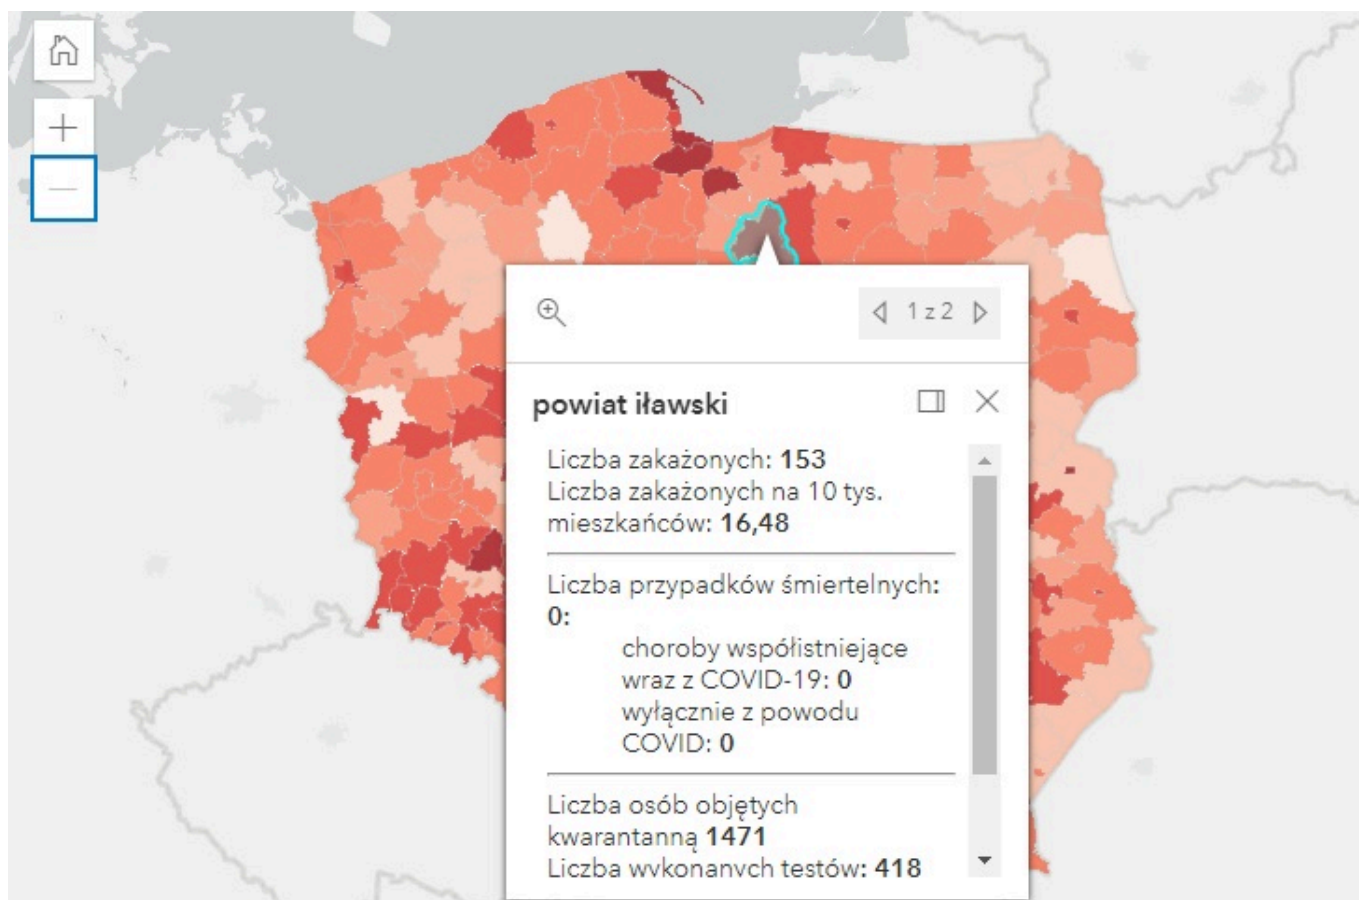 1 z 2
powiat iławski
Liczba zakażonych: 153
Liczba zakażonych na 10 tys.
mieszkańców: 16,48
Liczba przypadków śmiertelnych:
0:
choroby współistniejące
wraz z COVID-19: 0
wyłącznie z powodu
COVID: 0
Liczba osób objętych
kwarantanną 1471
Liczba wykonanych testów: 418